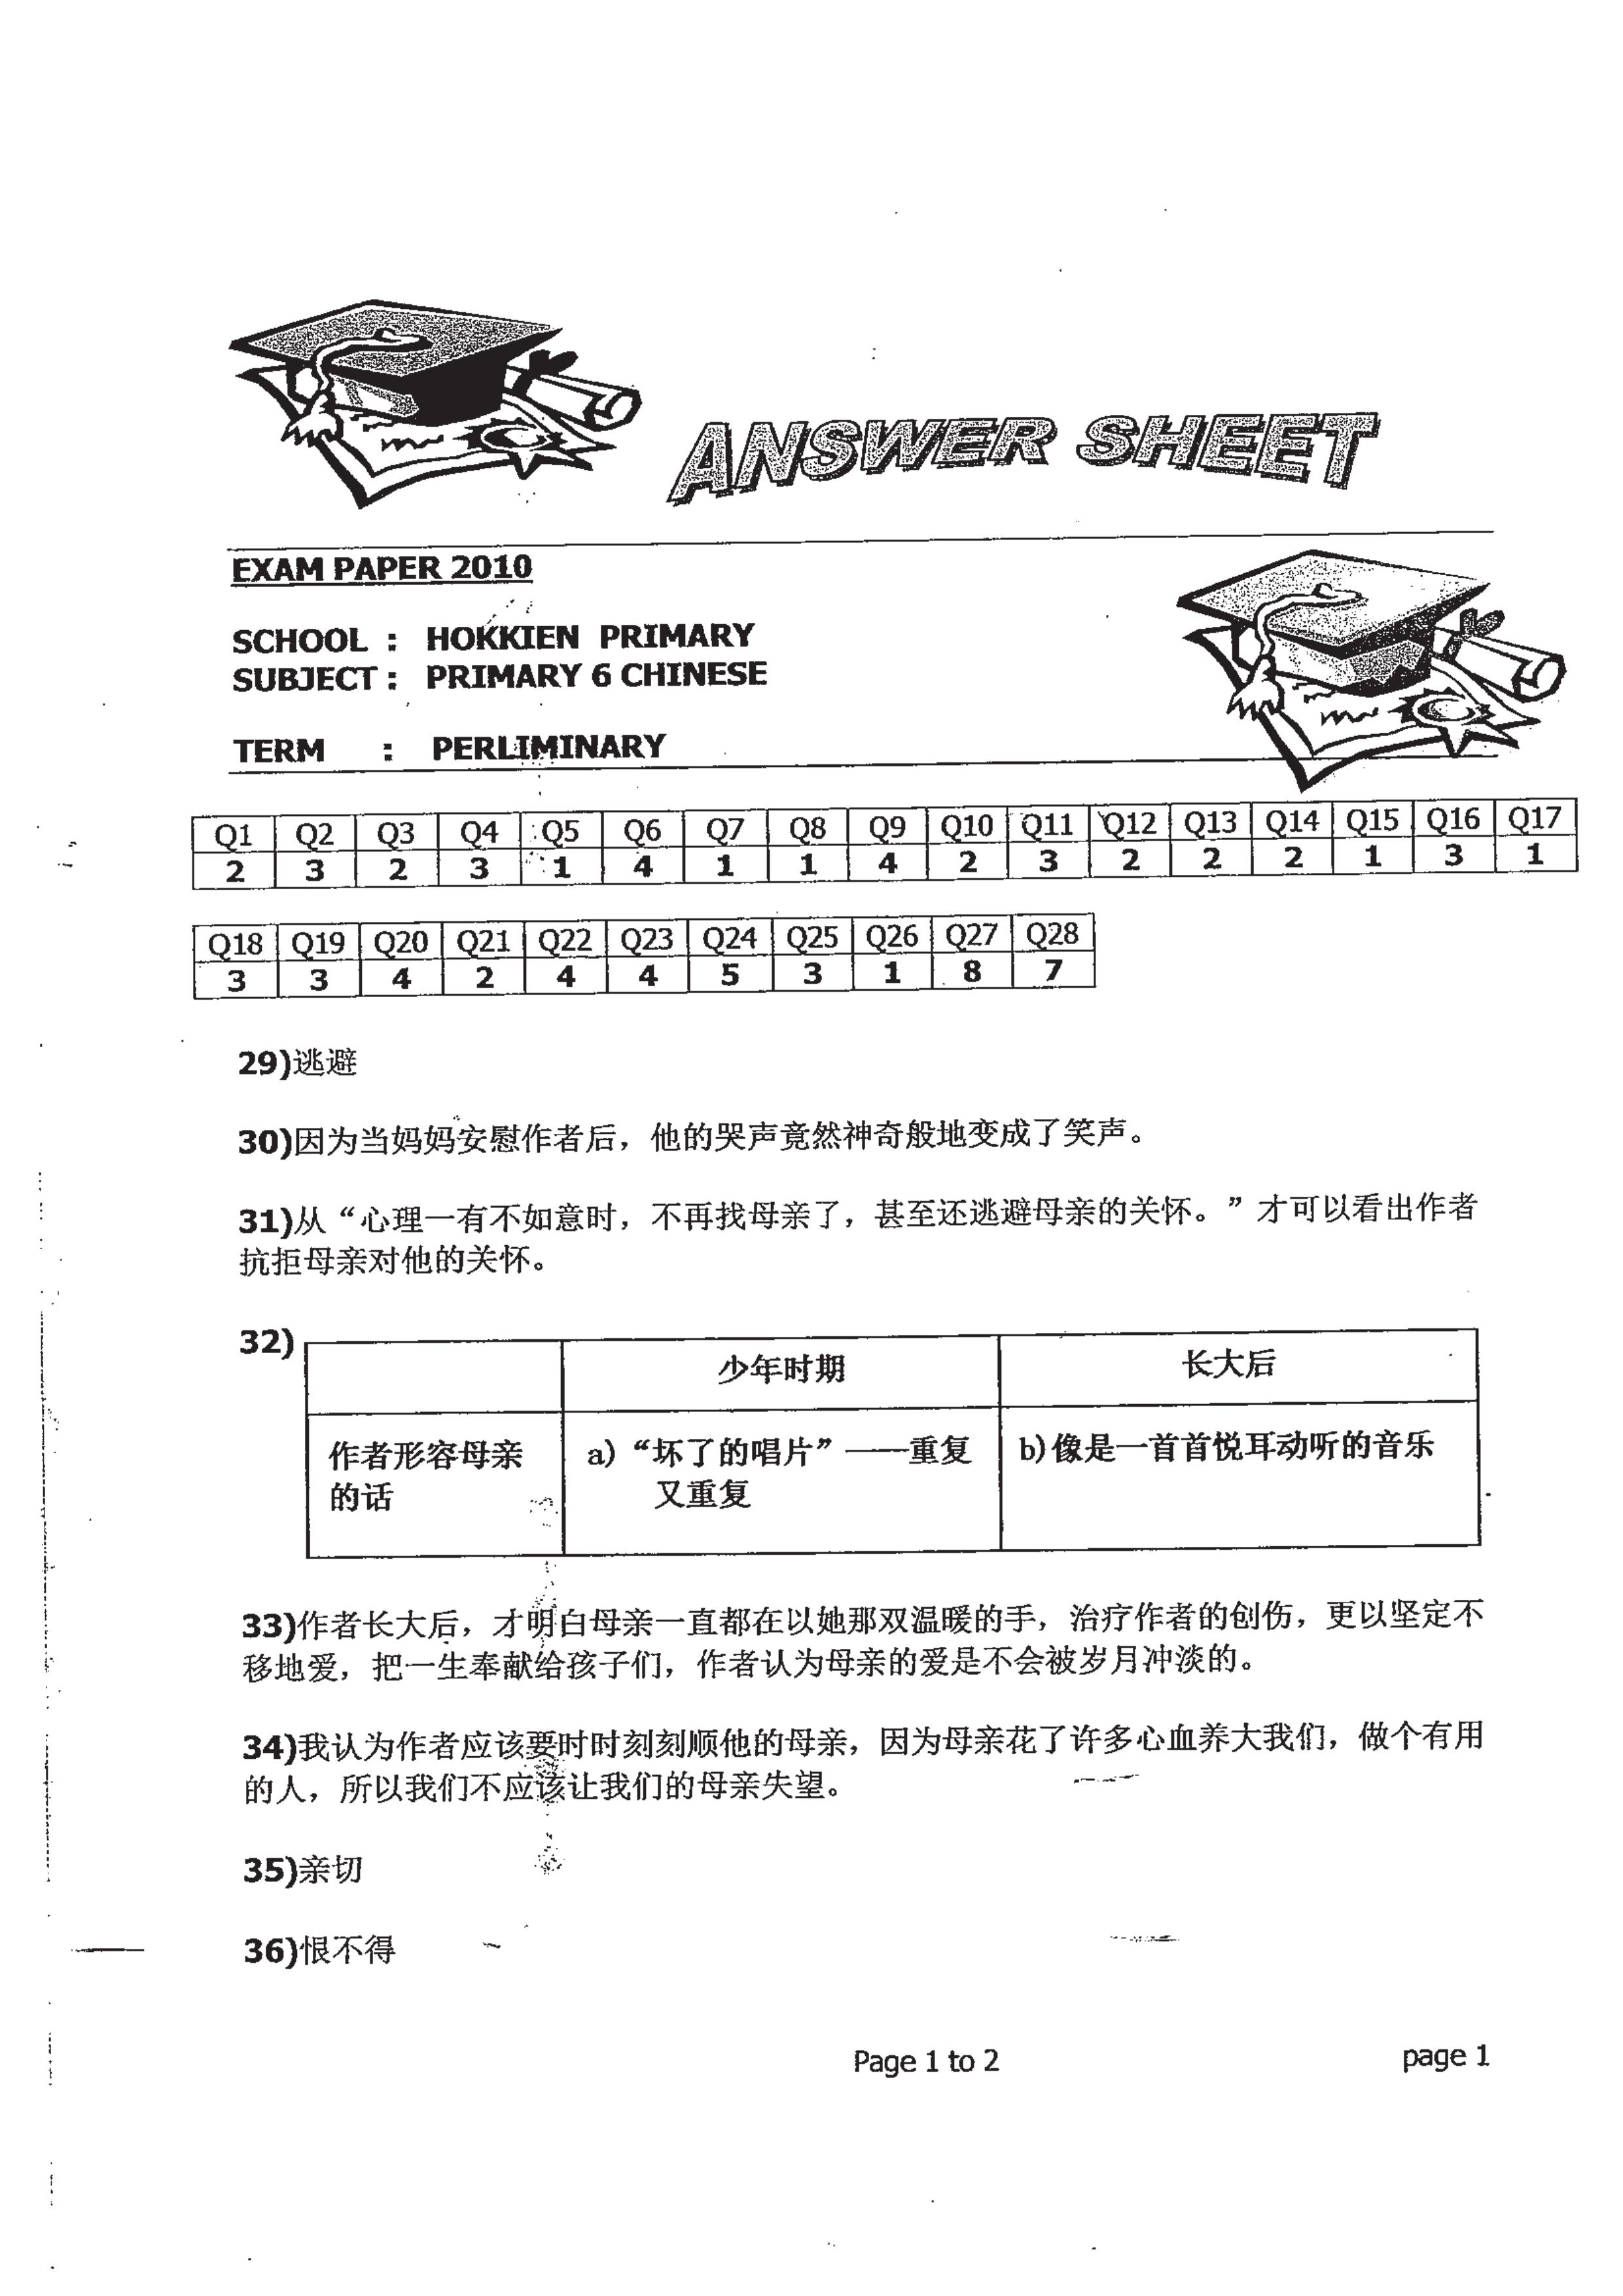 ANSWER SHEET
EXAM PAPER 2010
SCHOOL : HOKKIEN PRIMARY
SUBJECT : PRIMARY 6 CHINESE
TERM : PERLIMINARY
Q1 Q2 Q3 Q4 Q5 Q6 Q7 Q8 Q9 Q10 Q11 Q12 Q13 Q14 Q15 Q16 Q17
2 3 2 3 1 4 1 1 4 2 3 2 2 2 1 3 1
Q18 Q19 Q20 Q21 Q22 Q23 Q24 Q25 Q26 Q27 Q28
3 3 4 2 4 4 5 3 1 8 7
29)逃避
30)因为当妈妈安慰作者后，他的哭声竟然神奇般地变成了笑声。
31)从“心理一有不如意时，不再找母亲了，甚至还逃避母亲的关怀。”才可以看出作者
抗拒母亲对他的关怀。
32)
少年时期 长大后
作者形容母亲 a)“坏了的唱片”——重复 b)像是一首首悦耳动听的音乐
的话 又重复
33)作者长大后，才明白母亲一直都在以她那双温暖的手，治疗作者的创伤，更以坚定不
移地爱，把一生奉献给孩子们，作者认为母亲的爱是不会被岁月冲淡的。
34)我认为作者应该要时时刻刻顺他的母亲，因为母亲花了许多心血养大我们，做个有用
的人，所以我们不应该让我们的母亲失望。
35)亲切
36)恨不得
Page 1 to 2 page 1